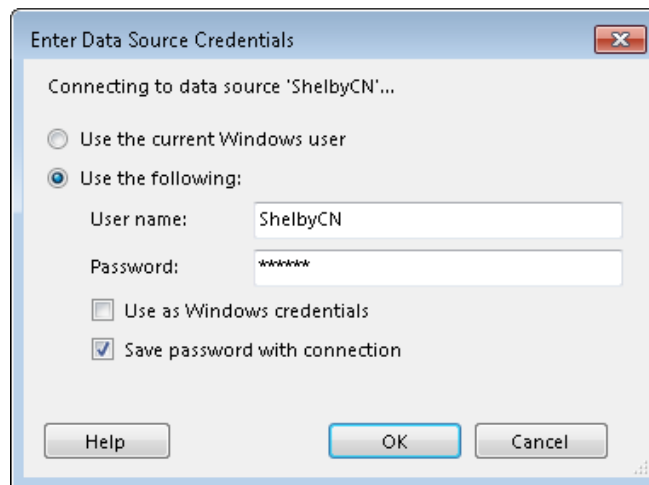 Enter Data Source Credentials
Connecting to data source 'ShelbyCN'...
Use the current Windows user
Use the following:
User name: ShelbyCN
Password: ******
Use as Windows credentials
Save password with connection
Help OK Cancel